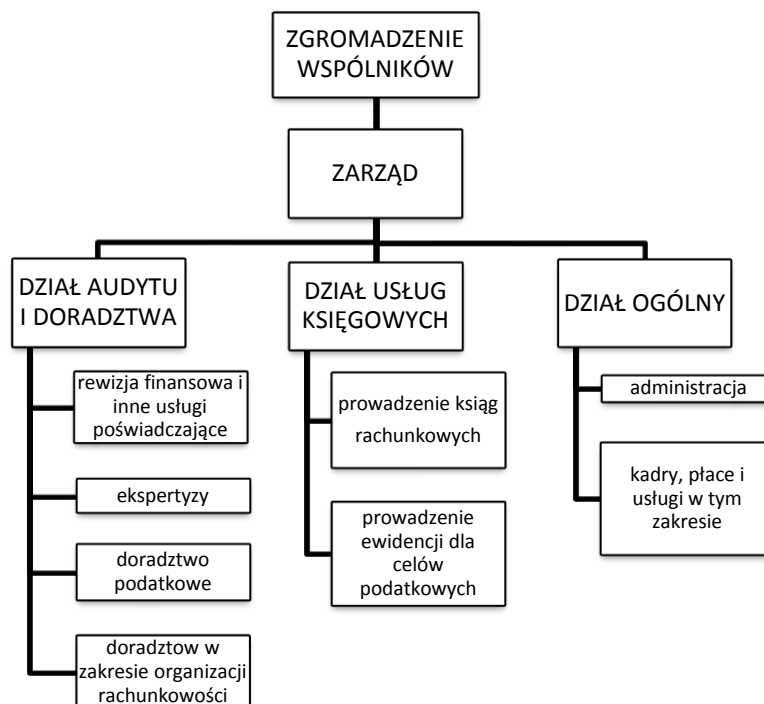 ZGROMADZENIE
WSPÓLNIKÓW
ZARZĄD
DZIAŁ AUDYTU
I DORADZTWA
rewizja finansowa i
inne usługi
poświadczające
ekspertyzy
doradztwo
podatkowe
doradztow w
zakresie organizacji
rachunkowości
DZIAŁ USŁUG
KSIĘGOWYCH
prowadzenie ksiąg
rachunkowych
prowadzenie
ewidencji dla
celów
podatkowych
DZIAŁ OGÓLNY
administracja
kadry, płace i
usługi w tym
zakresie